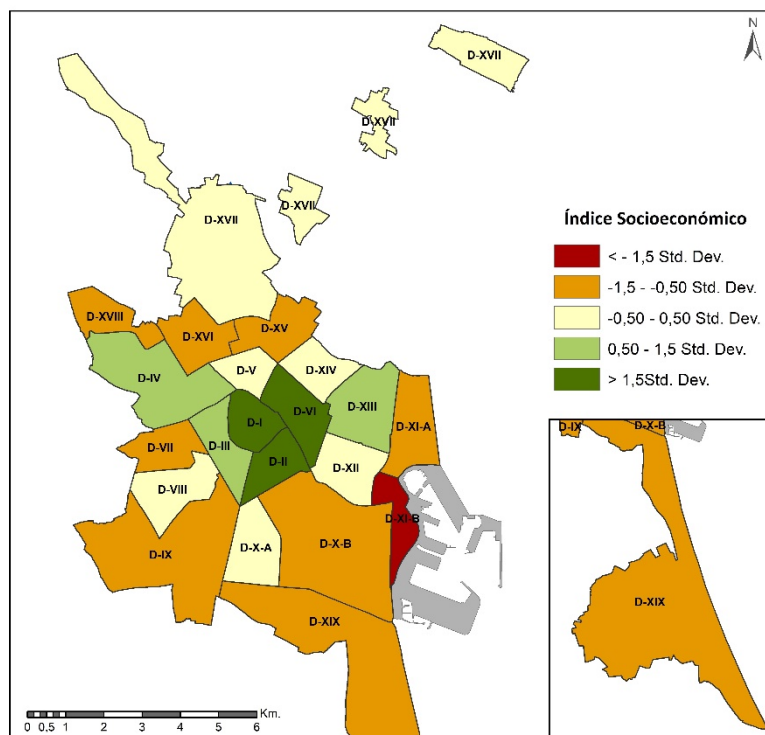 N
D-XVII
D-XVII
D-XVII
D-XVII
Índice Socioeconómico
< - 1,5 Std. Dev.
-1,5 - -0,50 Std. Dev.
-0,50 - 0,50 Std. Dev.
0,50 - 1,5 Std. Dev.
> 1,5Std. Dev.
D-XVIII
D-XVI
D-XV
D-IV
D-V
D-XIV
D-I
D-VI
D-XIII
D-XI-A
D-VII
D-III
D-II
D-XII
D-VIII
D-XI-B
D-IX
D-X-A
D-X-B
D-XIX
D-IX
D-X-B
D-XIX
Km.
0 0,5 1 2 3 4 5 6